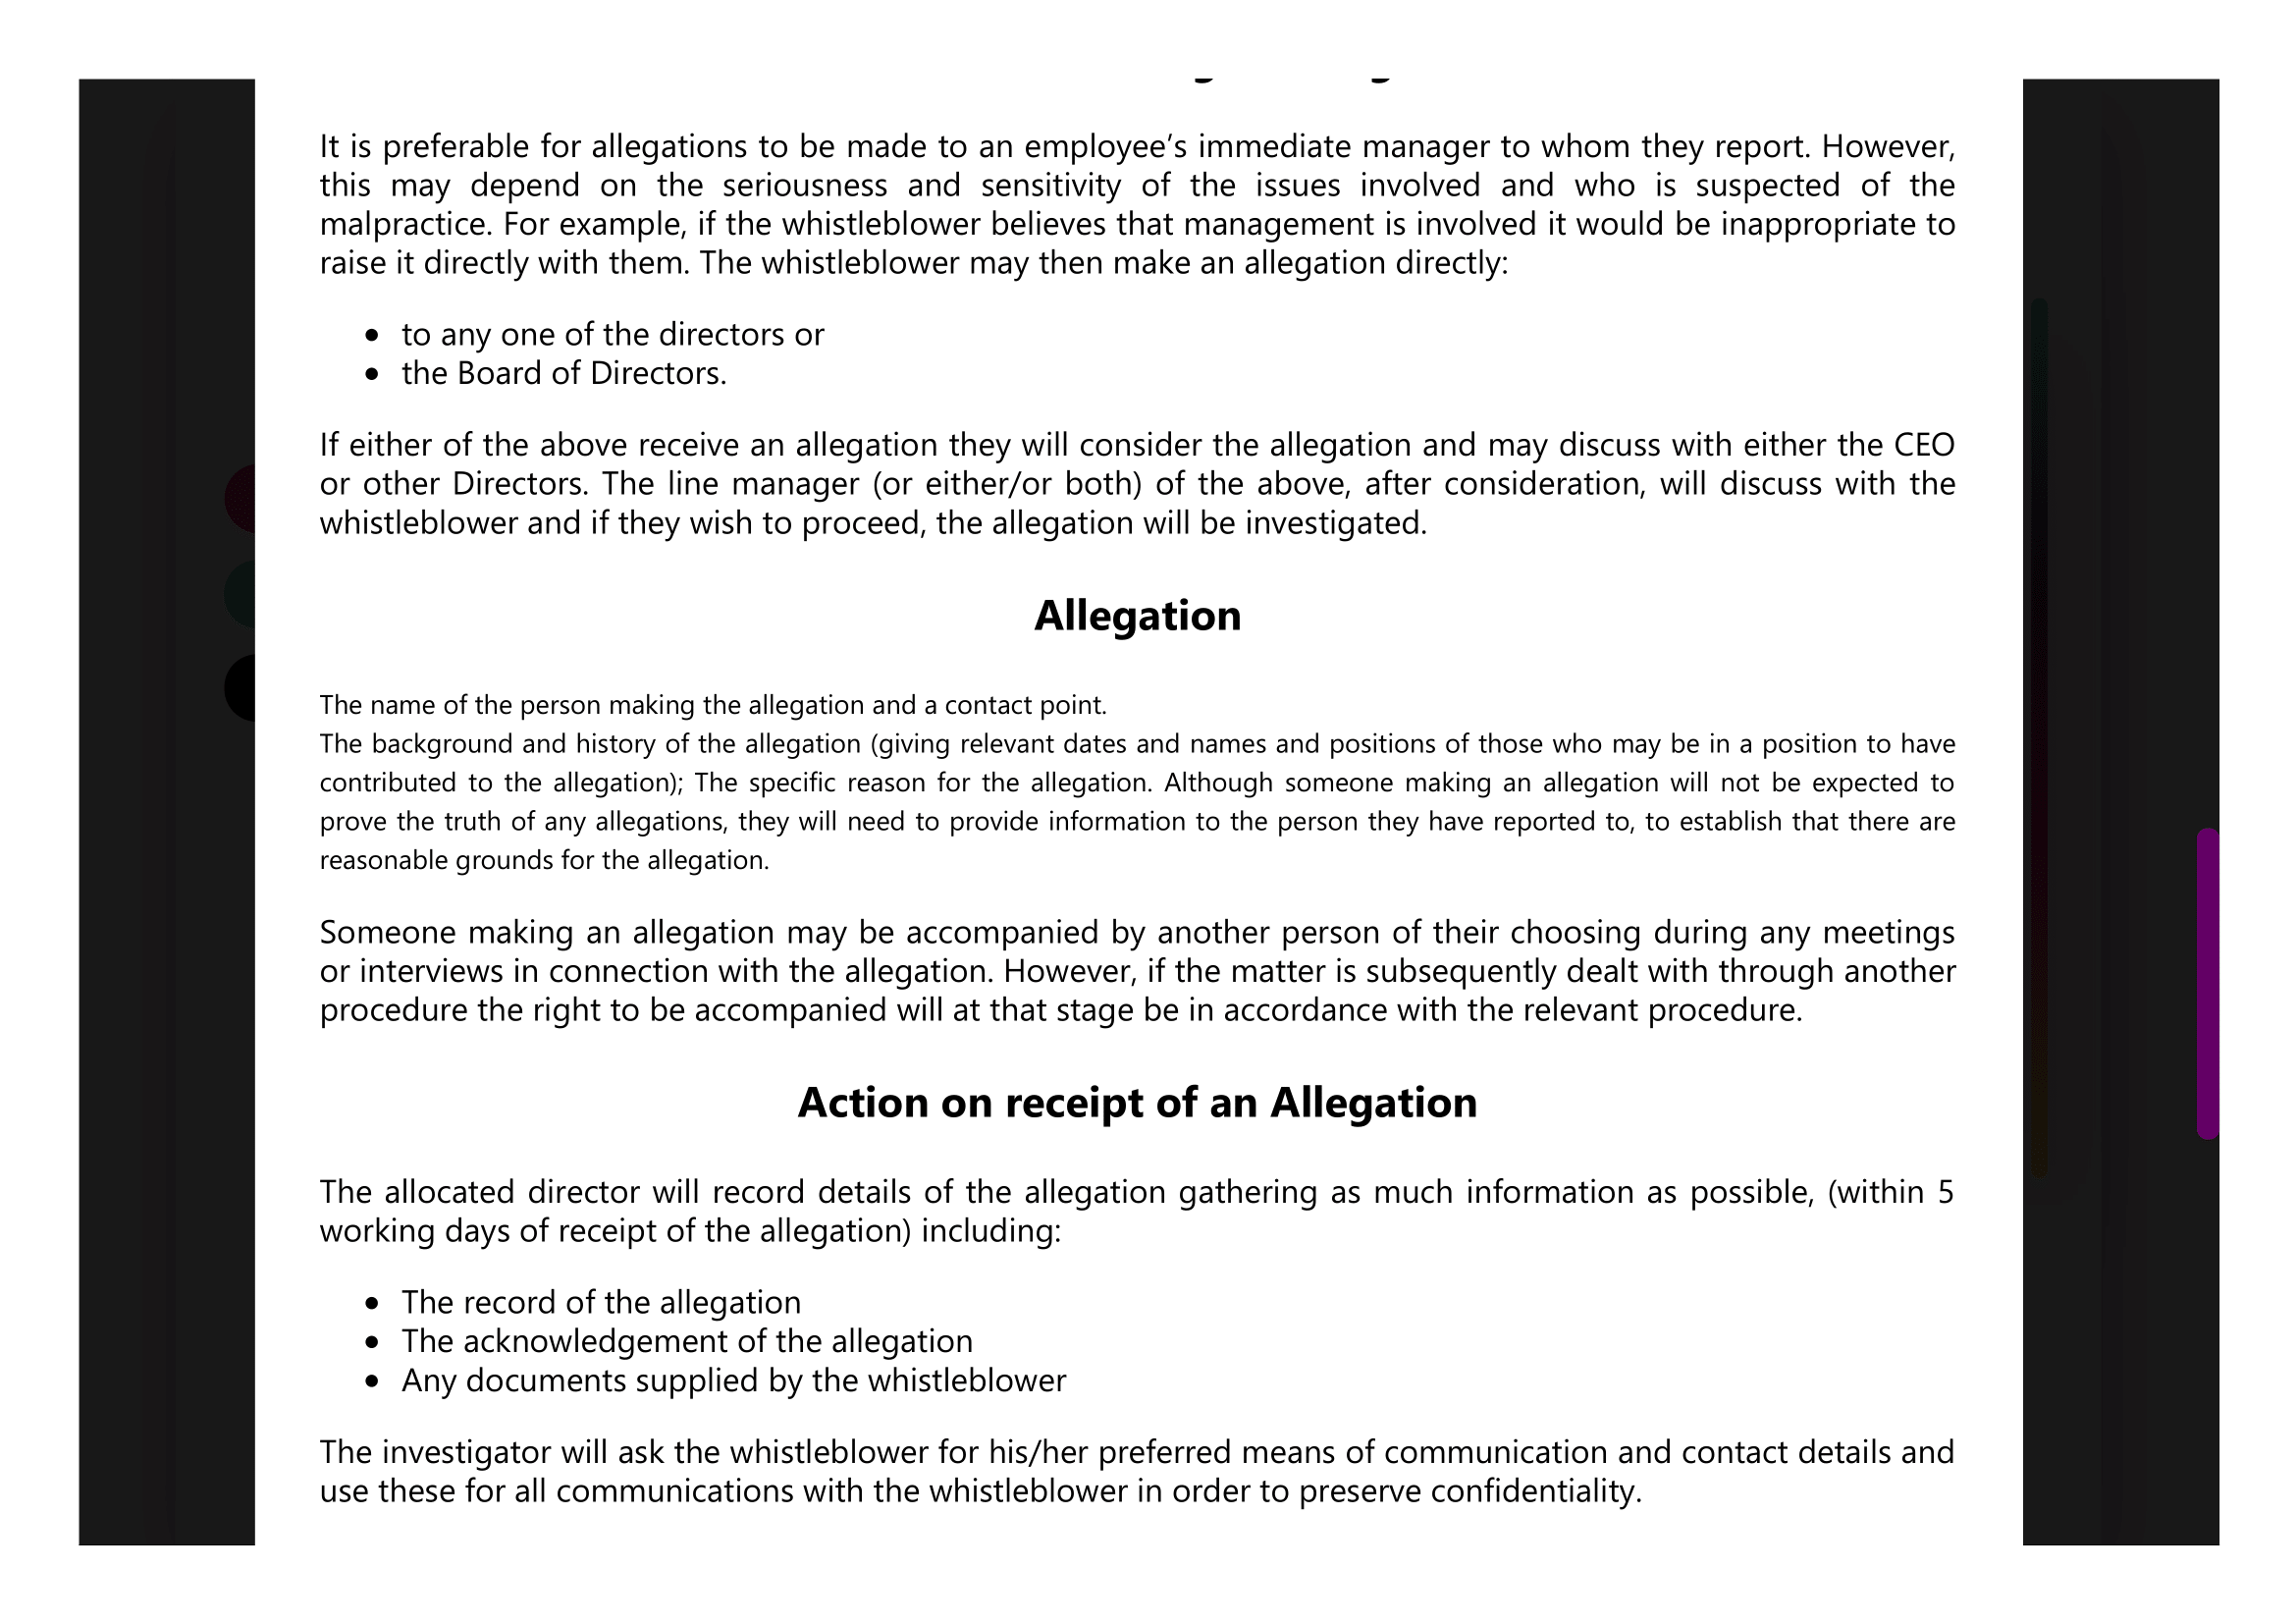 It is preferable for allegations to be made to an employee’s immediate manager to whom they report. However,
this may depend on the seriousness and sensitivity of the issues involved and who is suspected of the
malpractice. For example, if the whistleblower believes that management is involved it would be inappropriate to
raise it directly with them. The whistleblower may then make an allegation directly:
• to any one of the directors or
• the Board of Directors.
If either of the above receive an allegation they will consider the allegation and may discuss with either the CEO
or other Directors. The line manager (or either/or both) of the above, after consideration, will discuss with the
whistleblower and if they wish to proceed, the allegation will be investigated.
Allegation
The name of the person making the allegation and a contact point.
The background and history of the allegation (giving relevant dates and names and positions of those who may be in a position to have
contributed to the allegation); The specific reason for the allegation. Although someone making an allegation will not be expected to
prove the truth of any allegations, they will need to provide information to the person they have reported to, to establish that there are
reasonable grounds for the allegation.
Someone making an allegation may be accompanied by another person of their choosing during any meetings
or interviews in connection with the allegation. However, if the matter is subsequently dealt with through another
procedure the right to be accompanied will at that stage be in accordance with the relevant procedure.
Action on receipt of an Allegation
The allocated director will record details of the allegation gathering as much information as possible, (within 5
working days of receipt of the allegation) including:
• The record of the allegation
• The acknowledgement of the allegation
• Any documents supplied by the whistleblower
The investigator will ask the whistleblower for his/her preferred means of communication and contact details and
use these for all communications with the whistleblower in order to preserve confidentiality.